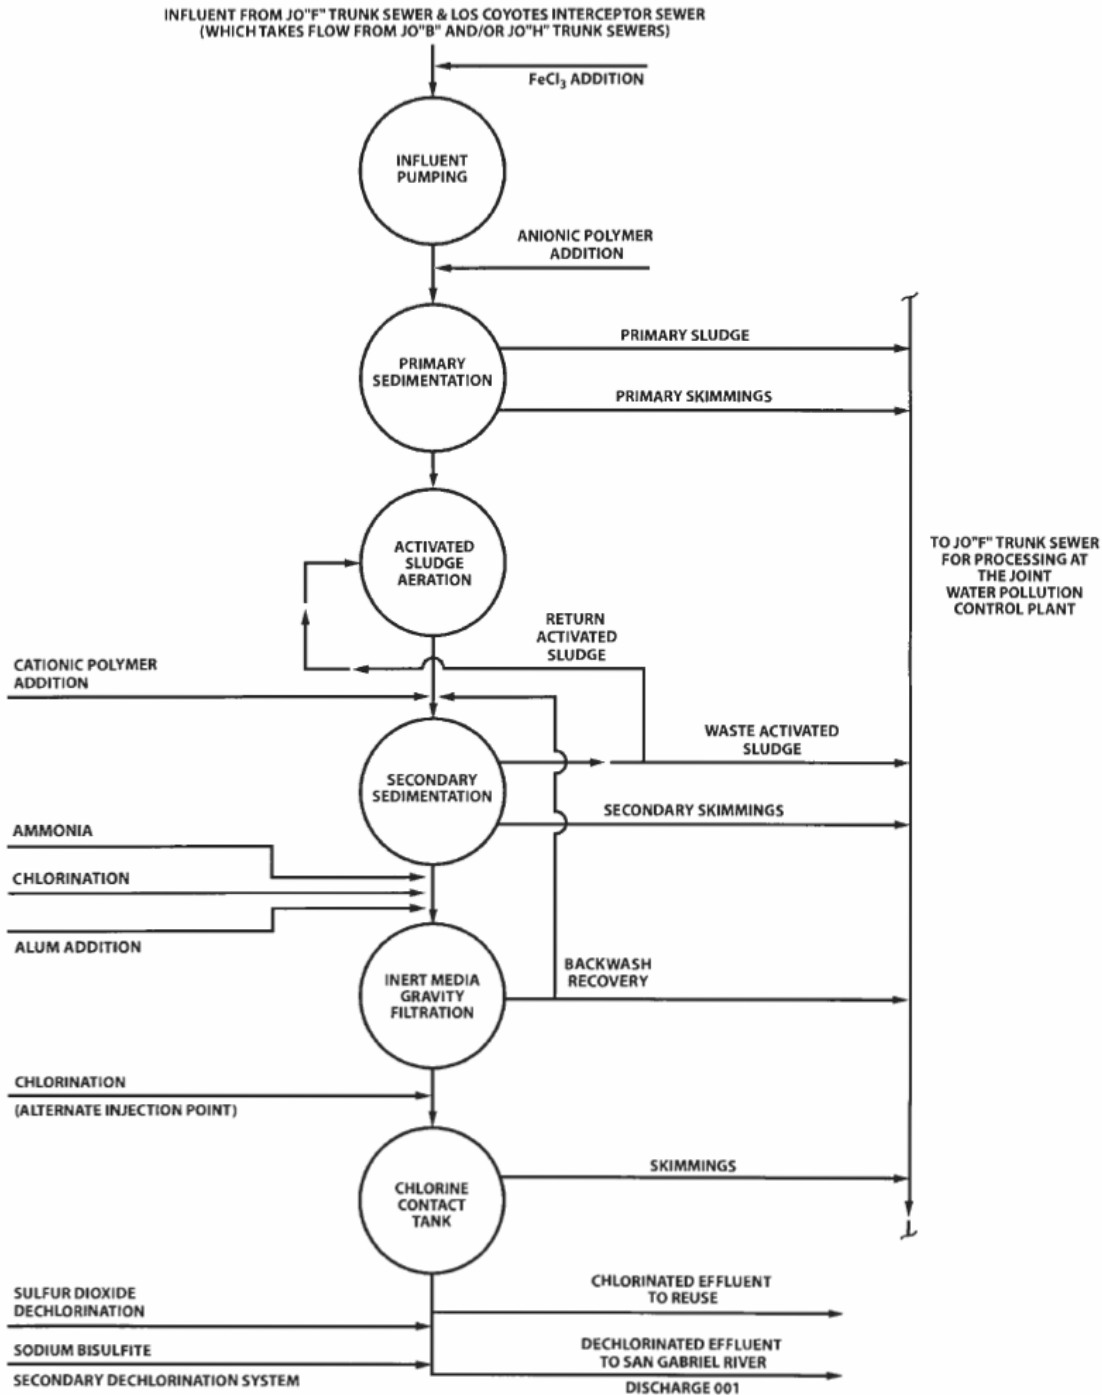 INFLUENT FROM JO"F" TRUNK SEWER & LOS COYOTES INTERCEPTOR SEWER
(WHICH TAKES FLOW FROM JO"B" AND/OR JO"H" TRUNK SEWERS)
FeCl₃ ADDITION
INFLUENT
PUMPING
ANIONIC POLYMER
ADDITION
PRIMARY SLUDGE
PRIMARY
SEDIMENTATION
PRIMARY SKIMMINGS
ACTIVATED
SLUDGE
AERATION
TO JO"F" TRUNK SEWER
FOR PROCESSING AT
THE JOINT
WATER POLLUTION
CONTROL PLANT
RETURN
ACTIVATED
SLUDGE
CATIONIC POLYMER
ADDITION
WASTE ACTIVATED
SLUDGE
SECONDARY
SEDIMENTATION
SECONDARY SKIMMINGS
AMMONIA
CHLORINATION
ALUM ADDITION
INERT MEDIA
GRAVITY
FILTRATION
BACKWASH
RECOVERY
CHLORINATION
(ALTERNATE INJECTION POINT)
SKIMMINGS
CHLORINE
CONTACT
TANK
SULFUR DIOXIDE
DECHLORINATION
CHLORINATED EFFLUENT
TO REUSE
SODIUM BISULFITE
SECONDARY DECHLORINATION SYSTEM
DECHLORINATED EFFLUENT
TO SAN GABRIEL RIVER
DISCHARGE 001